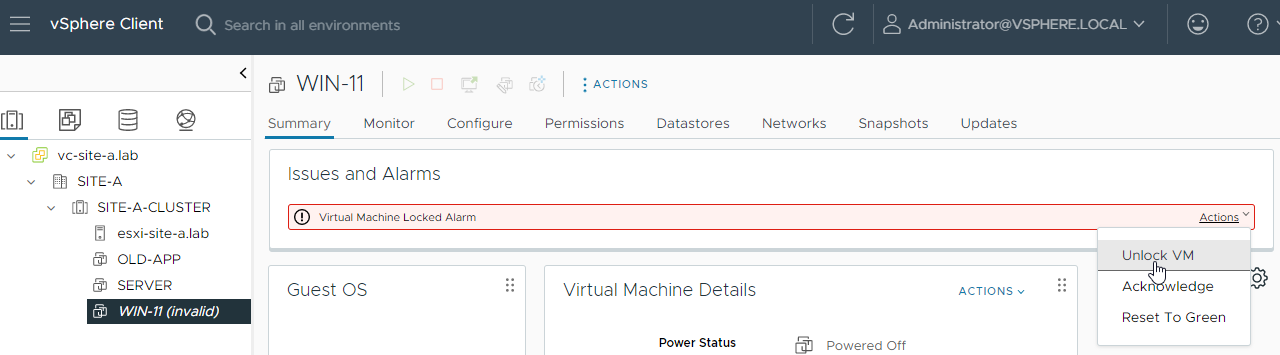 vSphere Client
Search in all environments
Administrator@VSPHERE.LOCAL
WIN-11
ACTIONS
Summary Monitor Configure Permissions Datastores Networks Snapshots Updates
vc-site-a.lab
SITE-A
SITE-A-CLUSTER
esxi-site-a.lab
OLD-APP
SERVER
WIN-11 (invalid)
Issues and Alarms
Virtual Machine Locked Alarm
Actions
Unlock VM
Acknowledge
Reset To Green
Guest OS
Virtual Machine Details
ACTIONS
Power Status
Powered Off